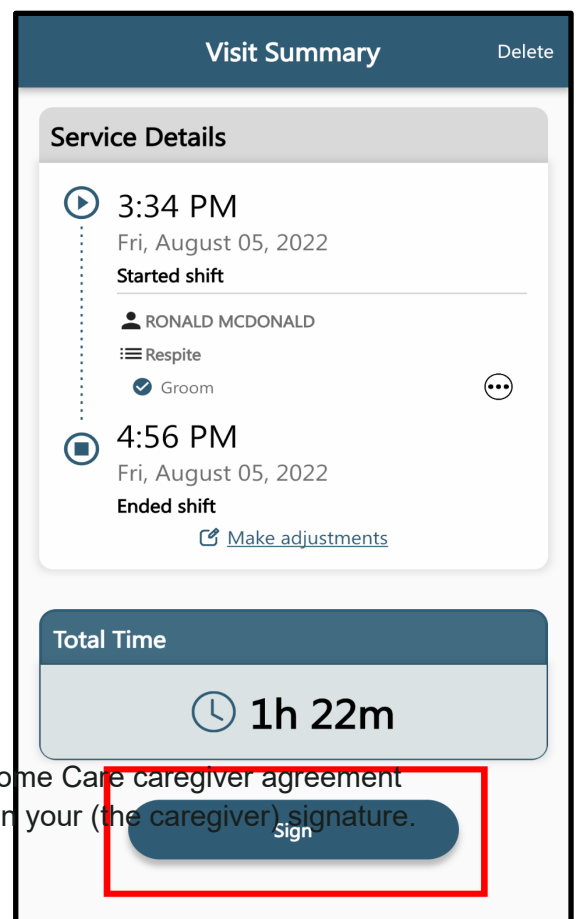 Visit Summary
Delete
Service Details
3:34 PM
Fri, August 05, 2022
Started shift
RONALD MCDONALD
Respite
Groom
4:56 PM
Fri, August 05, 2022
Ended shift
Make adjustments
Total Time
1h 22m
ome Care caregiver agreement
n your (the caregiver) signature.
Sign